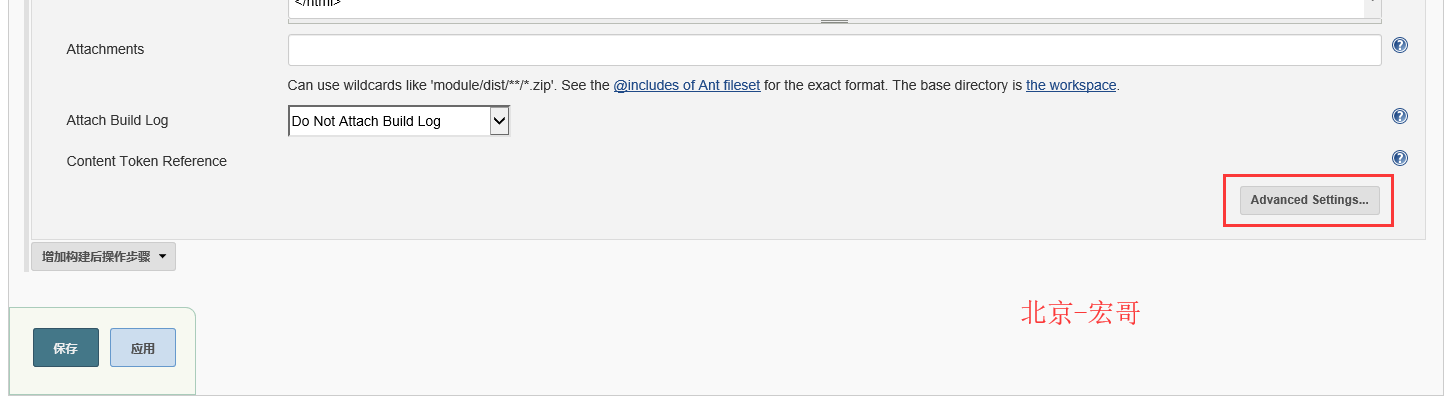 </html>
Attachments
Can use wildcards like 'module/dist/**/*.zip'. See the @includes of Ant fileset for the exact format. The base directory is the workspace.
Attach Build Log
Do Not Attach Build Log
Content Token Reference
Advanced Settings...
增加构建后操作步骤
北京-宏哥
保存 应用